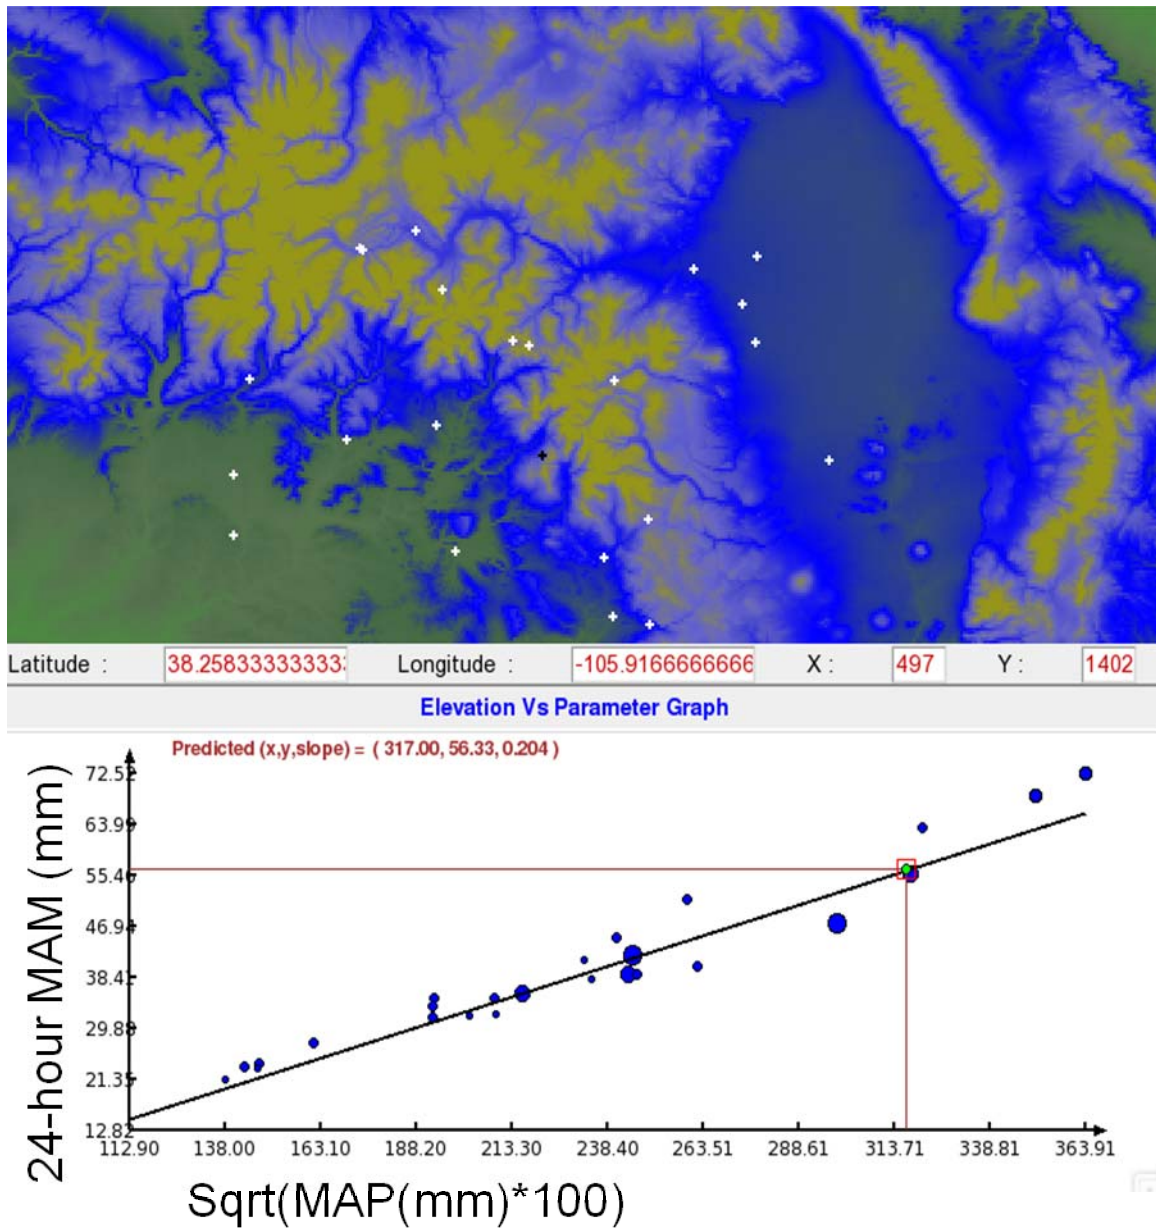 Latitude : 38.25833333333 Longitude : -105.9166666666 X : 497 Y : 1402
Elevation Vs Parameter Graph
Predicted (x,y,slope) = ( 317.00, 56.33, 0.204 )
24-hour MAM (mm)
72.52
63.99
55.46
46.94
38.41
29.88
21.35
12.82
112.90 138.00 163.10 188.20 213.30 238.40 263.51 288.61 313.71 338.81 363.91
Sqrt(MAP(mm)*100)